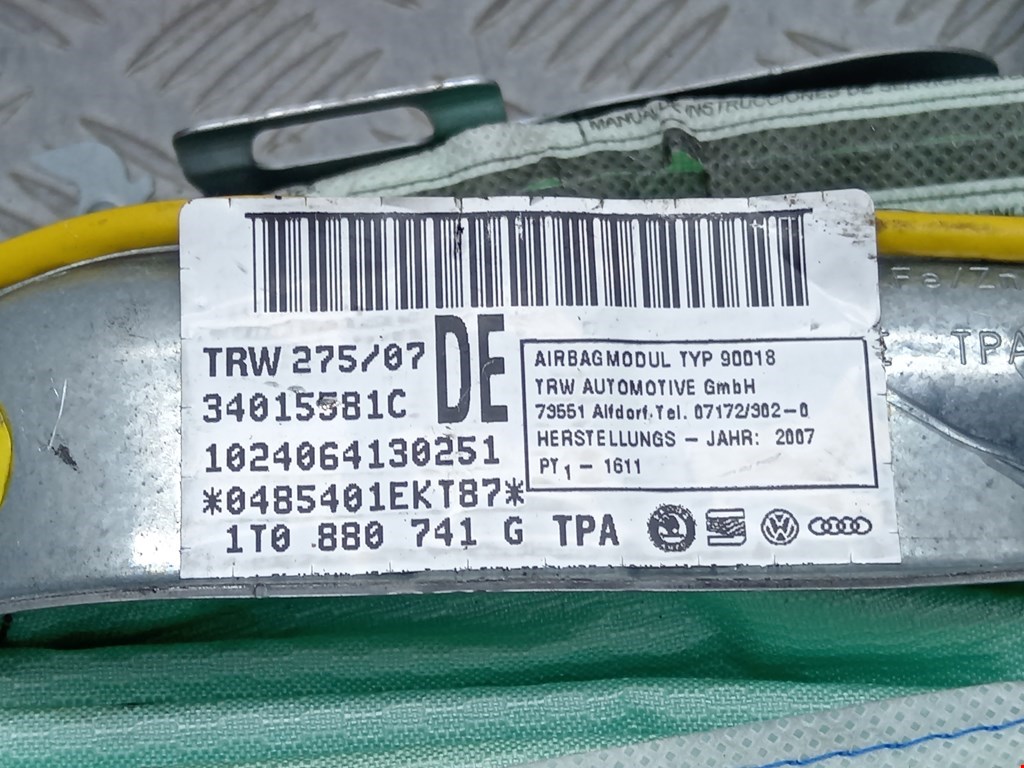 MANUAL INSTRUCCIONES DE
Fe/Zn
TPA
TRW 275/07
DE
34015581C
1024064130251
*0485401EKT87*
1T0 880 741 G TPA
AIRBAGMODUL TYP 90018
TRW AUTOMOTIVE GmbH
73551 Alfdorf·Tel. 07172/302-0
HERSTELLUNGS - JAHR: 2007
PT1 - 1611